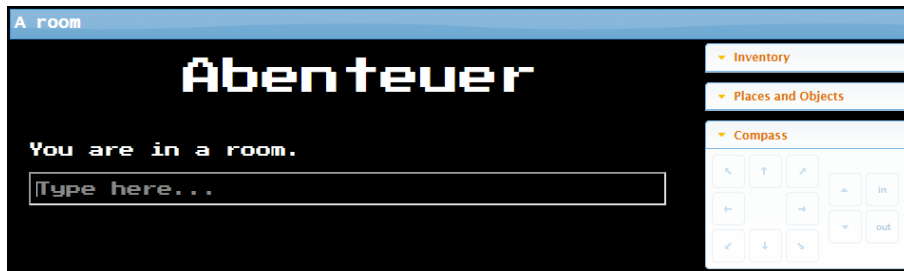 A room
Abenteuer
You are in a room.
Type here...
Inventory
Places and Objects
Compass
in
out